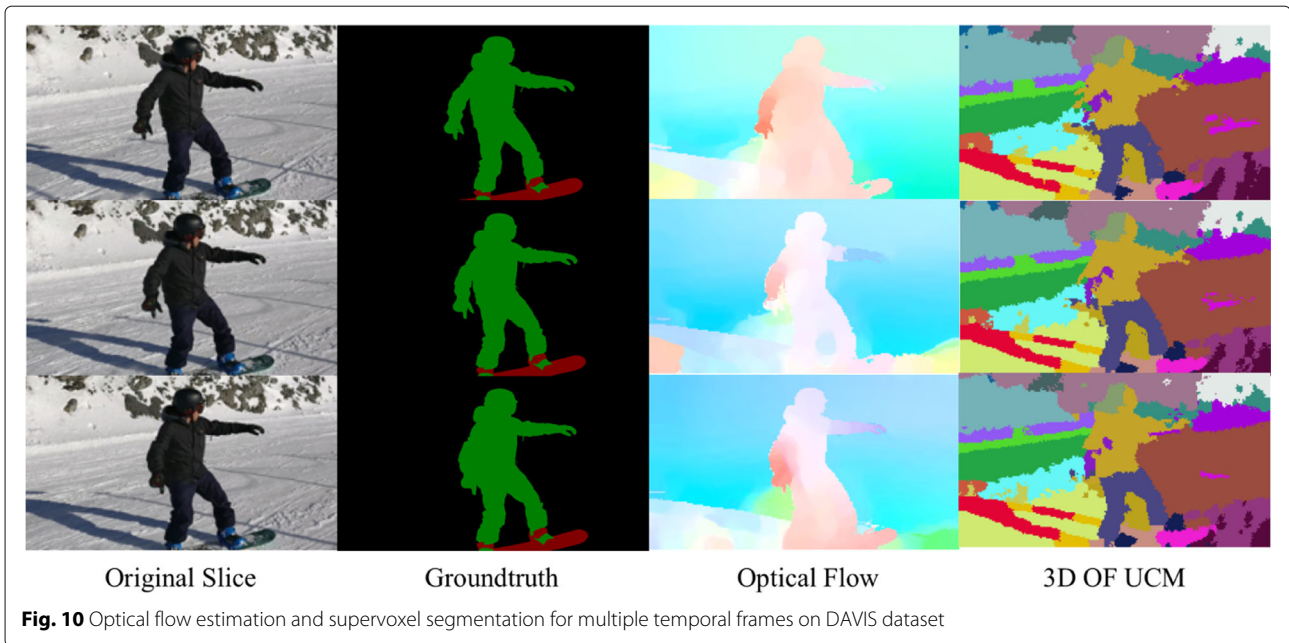 Original Slice
Groundtruth
Optical Flow
3D OF UCM
Fig. 10 Optical flow estimation and supervoxel segmentation for multiple temporal frames on DAVIS dataset